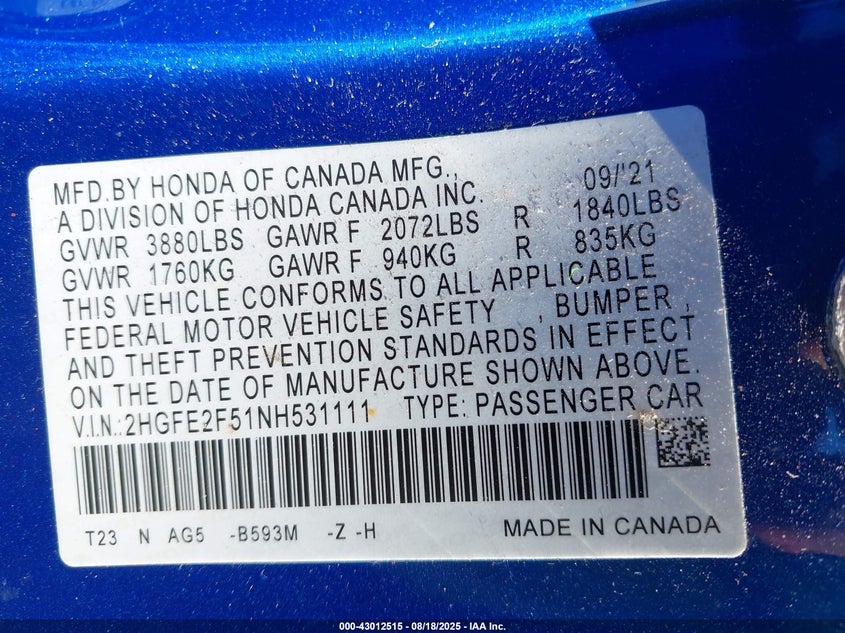 MFD.BY HONDA OF CANADA MFG., 09/'21
A DIVISION OF HONDA CANADA INC.
GVWR 3880LBS GAWR F 2072LBS R 1840LBS
GVWR 1760KG GAWR F 940KG R 835KG
THIS VEHICLE CONFORMS TO ALL APPLICABLE
FEDERAL MOTOR VEHICLE SAFETY , BUMPER ,
AND THEFT PREVENTION STANDARDS IN EFFECT
ON THE DATE OF MANUFACTURE SHOWN ABOVE.
V.I.N.:2HGFE2F51NH531111 TYPE: PASSENGER CAR
T23 N AG5 -B593M -Z -H MADE IN CANADA
000-43012515 - 08/18/2025 - IAA Inc.